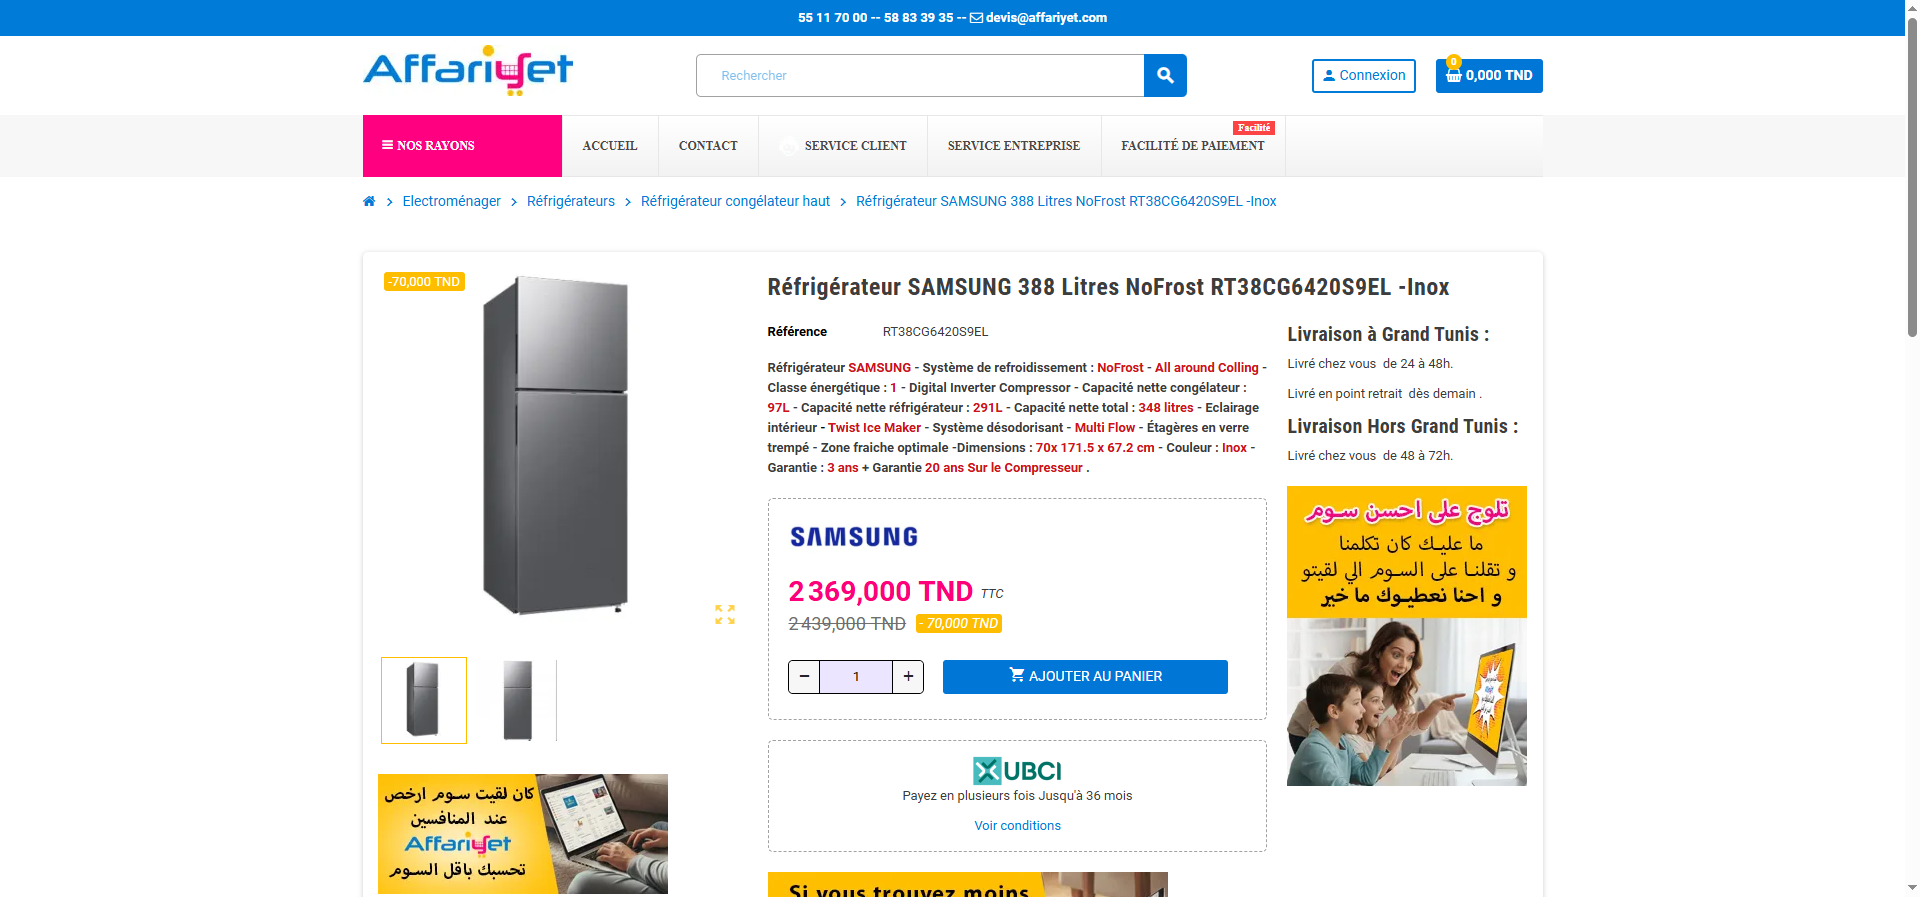 55 11 70 00 -- 58 83 39 35 -- devis@affariyet.com
Affariyet
Rechercher
Connexion
0
0,000 TND
NOS RAYONS
ACCUEIL
CONTACT
SERVICE CLIENT
SERVICE ENTREPRISE
FACILITÉ DE PAIEMENT
Facilité
Electroménager
Réfrigérateurs
Réfrigérateur congélateur haut
Réfrigérateur SAMSUNG 388 Litres NoFrost RT38CG6420S9EL -Inox
-70,000 TND
Réfrigérateur SAMSUNG 388 Litres NoFrost RT38CG6420S9EL -Inox
Référence RT38CG6420S9EL
Réfrigérateur SAMSUNG - Système de refroidissement : NoFrost - All around Colling -
Classe énergétique : 1 - Digital Inverter Compressor - Capacité nette congélateur :
97L - Capacité nette réfrigérateur : 291L - Capacité nette total : 348 litres - Eclairage
intérieur - Twist Ice Maker - Système désodorisant - Multi Flow - Étagères en verre
trempé - Zone fraiche optimale -Dimensions : 70x 171.5 x 67.2 cm - Couleur : Inox -
Garantie : 3 ans + Garantie 20 ans Sur le Compresseur .
SAMSUNG
2 369,000 TND TTC
2 439,000 TND - 70,000 TND
− 1 +
AJOUTER AU PANIER
UBCI
Payez en plusieurs fois Jusqu'à 36 mois
Voir conditions
Si vous trouvez moins
Livraison à Grand Tunis :
Livré chez vous de 24 à 48h.
Livré en point retrait dès demain .
Livraison Hors Grand Tunis :
Livré chez vous de 48 à 72h.
تلوج على احسن سوم
ما عليك كان تكلمنا
و تقلنا على السوم الي لقيتو
و احنا نعطيوك ما خير
كان لقيت سوم ارخص
عند المنافسين
Affariyet
تحسبك باقل السوم